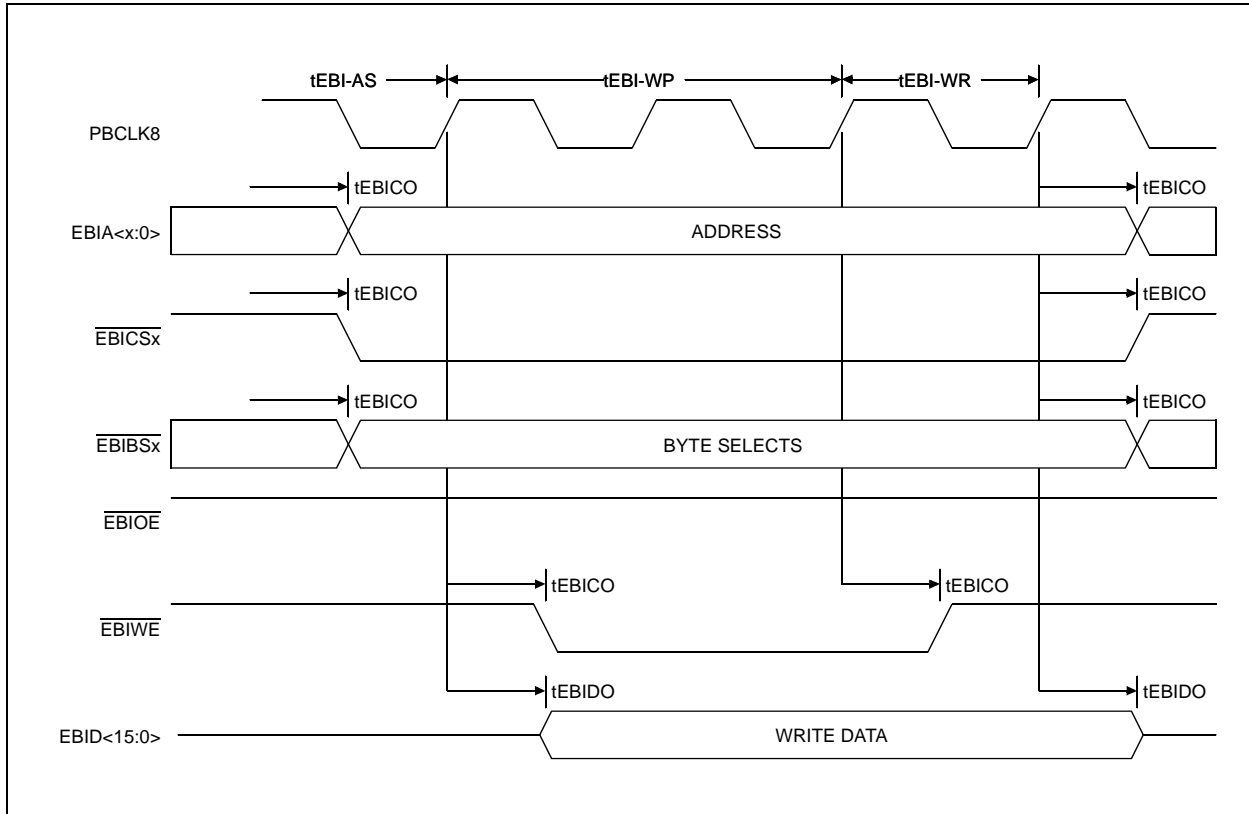 tEBI-AS tEBI-WP tEBI-WR
PBCLK8
tEBICO tEBICO
EBIA<x:0> ADDRESS
tEBICO tEBICO
EBICSx
tEBICO tEBICO
EBIBSx BYTE SELECTS
EBIOE
tEBICO tEBICO
EBIWE
tEBIDO tEBIDO
EBID<15:0> WRITE DATA